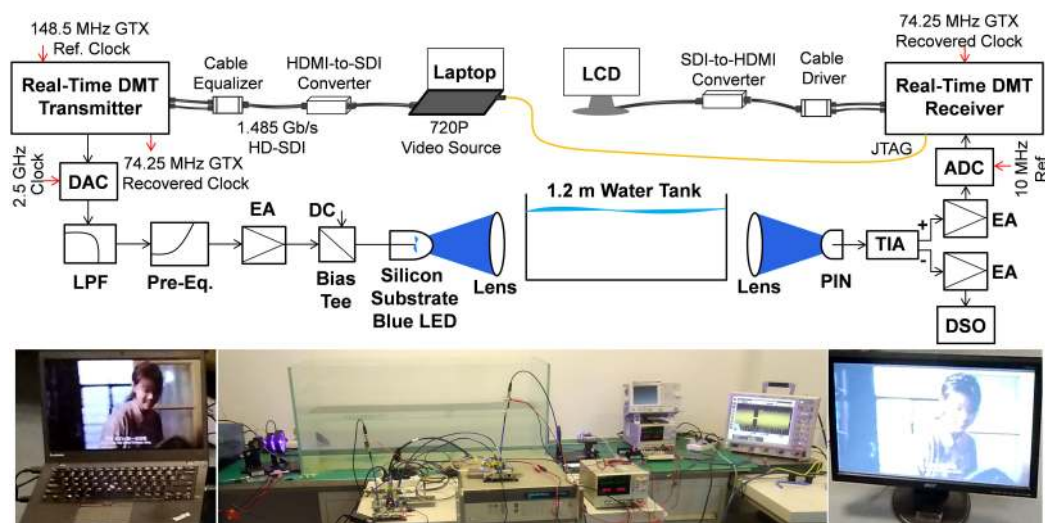 148.5 MHz GTX
Ref. Clock
Real-Time DMT
Transmitter
Cable
Equalizer
HDMI-to-SDI
Converter
1.485 Gb/s
HD-SDI
Laptop
720P
Video Source
LCD
SDI-to-HDMI
Converter
Cable
Driver
74.25 MHz GTX
Recovered Clock
Real-Time DMT
Receiver
JTAG
2.5 GHz
Clock
DAC
74.25 MHz GTX
Recovered Clock
ADC
10 MHz
Ref.
LPF
Pre-Eq.
EA
DC
Bias
Tee
Silicon
Substrate
Blue LED
Lens
1.2 m Water Tank
Lens
PIN
TIA
+
-
EA
EA
DSO